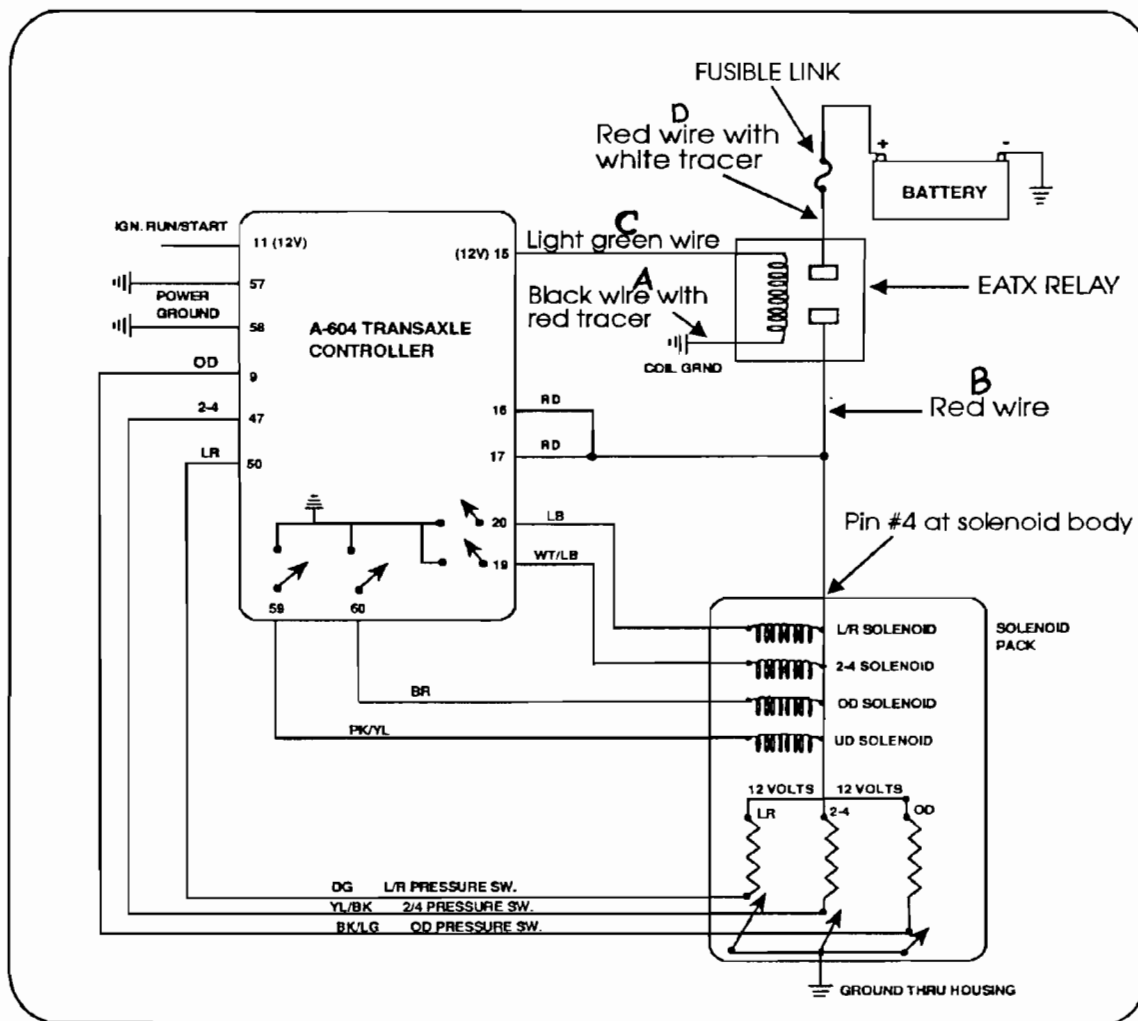 FUSIBLE LINK
D
Red wire with
white tracer
+
-
BATTERY
IGN. RUN/START
11 (12V)
(12V) 15
C
Light green wire
57
A
Black wire with
red tracer
EATX RELAY
POWER
GROUND
58
A-604 TRANSAXLE
CONTROLLER
COIL GRND
OD
9
B
Red wire
2-4
47
16
RD
LR
50
17
RD
20
LB
Pin #4 at solenoid body
19
WT/LB
59
60
L/R SOLENOID
SOLENOID
PACK
2-4 SOLENOID
BR
OD SOLENOID
PK/YL
UD SOLENOID
12 VOLTS
12 VOLTS
LR
2-4
OD
DG L/R PRESSURE SW.
YL/BK 2/4 PRESSURE SW.
BK/LG OD PRESSURE SW.
GROUND THRU HOUSING